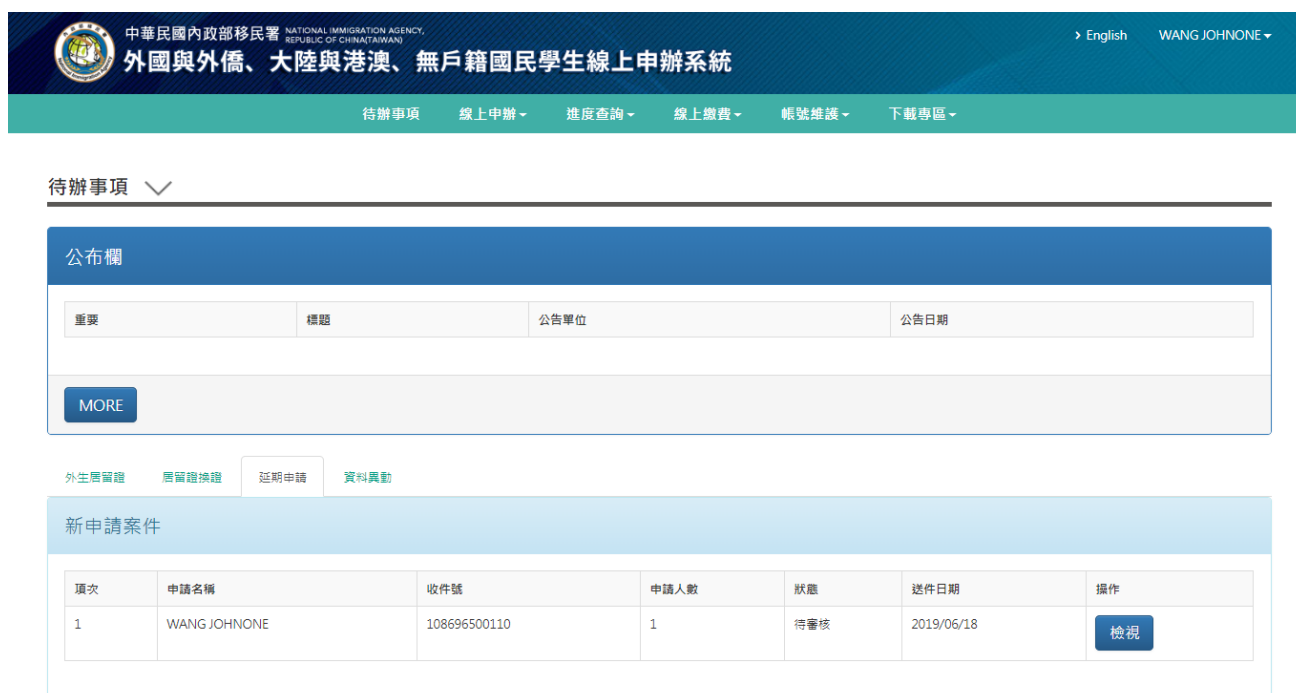 中華民國內政部移民署 NATIONAL IMMIGRATION AGENCY,
REPUBLIC OF CHINA(TAIWAN)
外國與外僑、大陸與港澳、無戶籍國民學生線上申辦系統
> English WANG JOHNONE
待辦事項 線上申辦 進度查詢 線上繳費 帳號維護 下載專區
待辦事項
公布欄
重要 標題 公告單位 公告日期
MORE
外生居留證 居留證換證 延期申請 資料異動
新申請案件
項次 申請名稱 收件號 申請人數 狀態 送件日期 操作
1 WANG JOHNONE 108696500110 1 待審核 2019/06/18 檢視